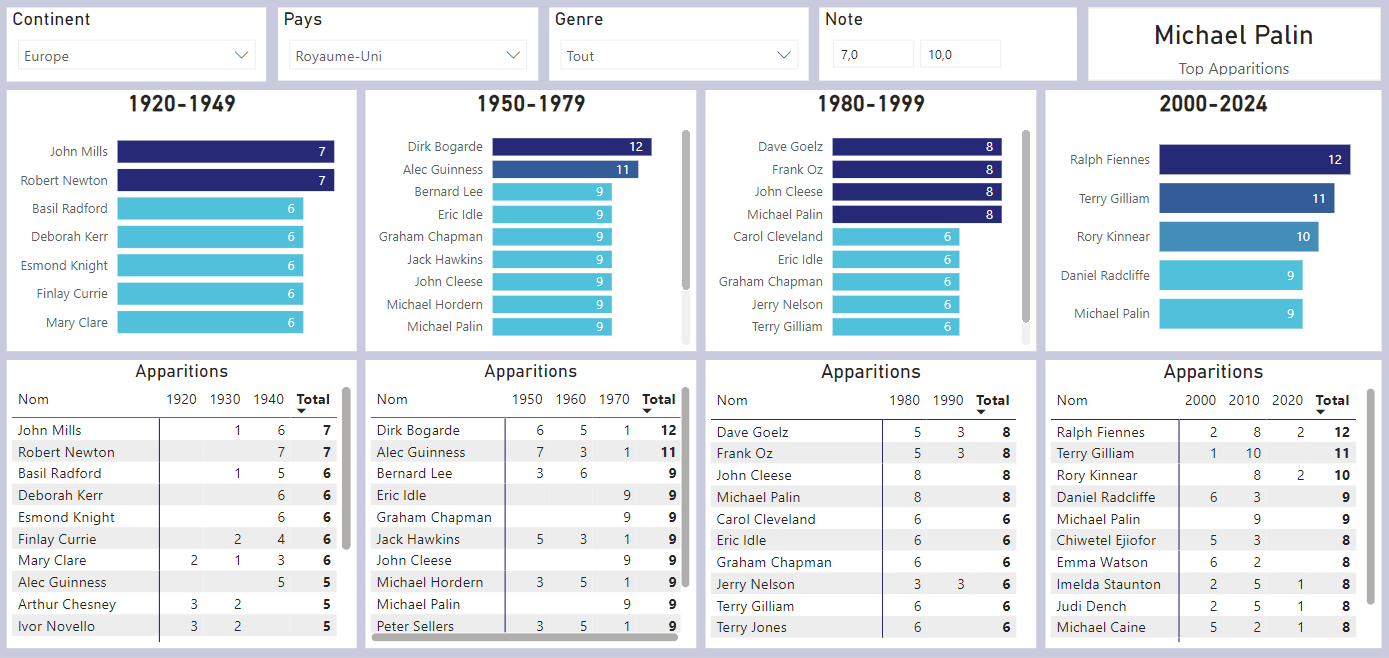 Continent
Europe
Pays
Royaume-Uni
Genre
Tout
Note
7,0 10,0
Michael Palin
Top Apparitions
1920-1949
John Mills 7
Robert Newton 7
Basil Radford 6
Deborah Kerr 6
Esmond Knight 6
Finlay Currie 6
Mary Clare 6
1950-1979
Dirk Bogarde 12
Alec Guinness 11
Bernard Lee 9
Eric Idle 9
Graham Chapman 9
Jack Hawkins 9
John Cleese 9
Michael Hordern 9
Michael Palin 9
1980-1999
Dave Goelz 8
Frank Oz 8
John Cleese 8
Michael Palin 8
Carol Cleveland 6
Eric Idle 6
Graham Chapman 6
Jerry Nelson 6
Terry Gilliam 6
2000-2024
Ralph Fiennes 12
Terry Gilliam 11
Rory Kinnear 10
Daniel Radcliffe 9
Michael Palin 9
Apparitions
Nom 1920 1930 1940 Total
John Mills 1 6 7
Robert Newton 7 7
Basil Radford 1 5 6
Deborah Kerr 6 6
Esmond Knight 6 6
Finlay Currie 2 4 6
Mary Clare 2 1 3 6
Alec Guinness 5 5
Arthur Chesney 3 2 5
Ivor Novello 3 2 5
Apparitions
Nom 1950 1960 1970 Total
Dirk Bogarde 6 5 1 12
Alec Guinness 7 3 1 11
Bernard Lee 3 6 9
Eric Idle 9 9
Graham Chapman 9 9
Jack Hawkins 5 3 1 9
John Cleese 9 9
Michael Hordern 3 5 1 9
Michael Palin 9 9
Peter Sellers 3 5 1 9
Apparitions
Nom 1980 1990 Total
Dave Goelz 5 3 8
Frank Oz 5 3 8
John Cleese 8 8
Michael Palin 8 8
Carol Cleveland 6 6
Eric Idle 6 6
Graham Chapman 6 6
Jerry Nelson 3 3 6
Terry Gilliam 6 6
Terry Jones 6 6
Apparitions
Nom 2000 2010 2020 Total
Ralph Fiennes 2 8 2 12
Terry Gilliam 1 10 11
Rory Kinnear 8 2 10
Daniel Radcliffe 6 3 9
Michael Palin 9 9
Chiwetel Ejiofor 5 3 8
Emma Watson 6 2 8
Imelda Staunton 2 5 1 8
Judi Dench 2 5 1 8
Michael Caine 5 2 1 8